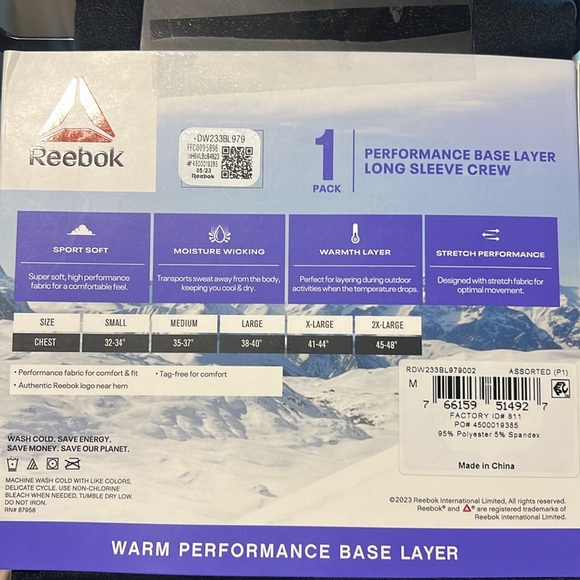 Reebok
DW233BL979
FFC0095896
# 4500019385
05/23
Reebok
1
PACK
PERFORMANCE BASE LAYER
LONG SLEEVE CREW
SPORT SOFT
Super soft, high performance
fabric for a comfortable feel.
MOISTURE WICKING
Transports sweat away from the body,
keeping you cool & dry.
WARMTH LAYER
Perfect for layering during outdoor
activities when the temperature drops.
STRETCH PERFORMANCE
Designed with stretch fabric for
optimal movement.
SIZE SMALL MEDIUM LARGE X-LARGE 2X-LARGE
CHEST 32-34" 35-37" 38-40" 41-44" 45-48"
• Performance fabric for comfort & fit • Tag-free for comfort
• Authentic Reebok logo near hem
RDW233BL979002 ASSORTED (P1)
M
7 66159 51492 7
FACTORY ID# 811
PO# 4500019385
95% Polyester 5% Spandex
Made in China
WASH COLD. SAVE ENERGY.
SAVE MONEY. SAVE OUR PLANET.
MACHINE WASH COLD WITH LIKE COLORS,
DELICATE CYCLE. USE NON-CHLORINE
BLEACH WHEN NEEDED, TUMBLE DRY LOW.
DO NOT IRON.
RN# 87958
©2023 Reebok International Limited, All rights reserved.
Reebok® and ® are registered trademarks of
Reebok International Limited.
WARM PERFORMANCE BASE LAYER